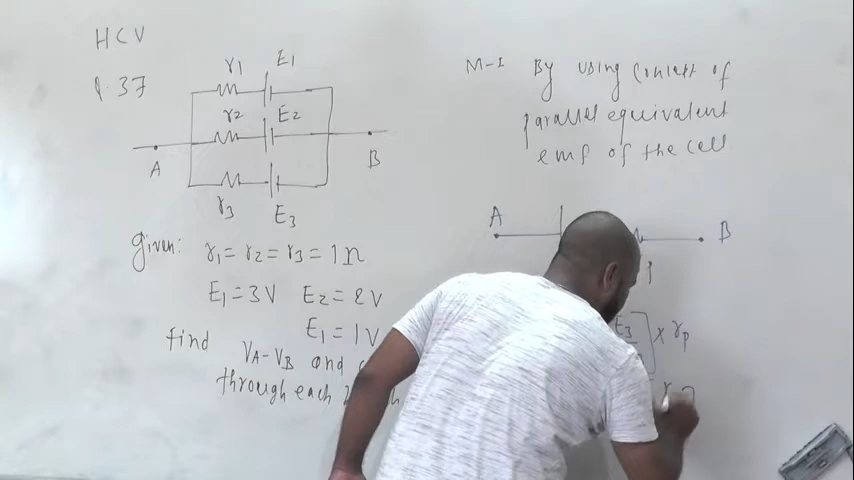 HCV
Q.37
r1 E1
r2 E2
A B
r3 E3
given: r1 = r2 = r3 = 1Ω
E1 = 3V E2 = 2V
E1 = 1V
find VA-VB and
through each
M-I By using concept of
parallel equivalent
emf of the cell
A B
E3 ] x rp